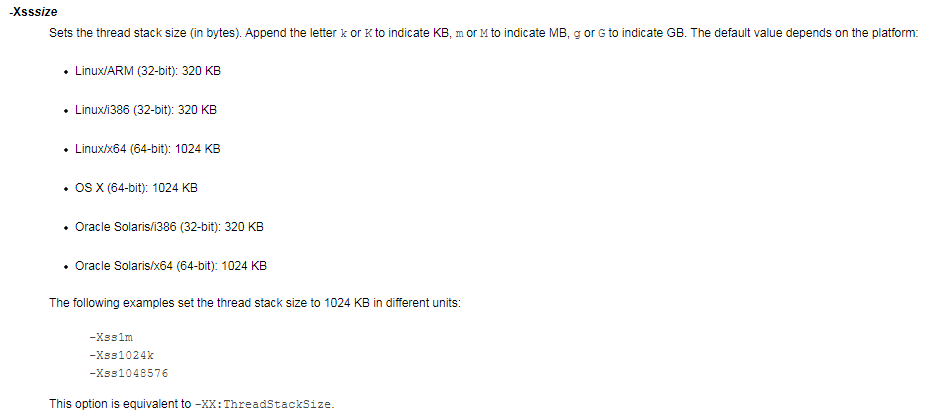 -Xsssize
Sets the thread stack size (in bytes). Append the letter k or K to indicate KB, m or M to indicate MB, g or G to indicate GB. The default value depends on the platform:
• Linux/ARM (32-bit): 320 KB
• Linux/i386 (32-bit): 320 KB
• Linux/x64 (64-bit): 1024 KB
• OS X (64-bit): 1024 KB
• Oracle Solaris/i386 (32-bit): 320 KB
• Oracle Solaris/x64 (64-bit): 1024 KB
The following examples set the thread stack size to 1024 KB in different units:
-Xss1m
-Xss1024k
-Xss1048576
This option is equivalent to -XX:ThreadStackSize.